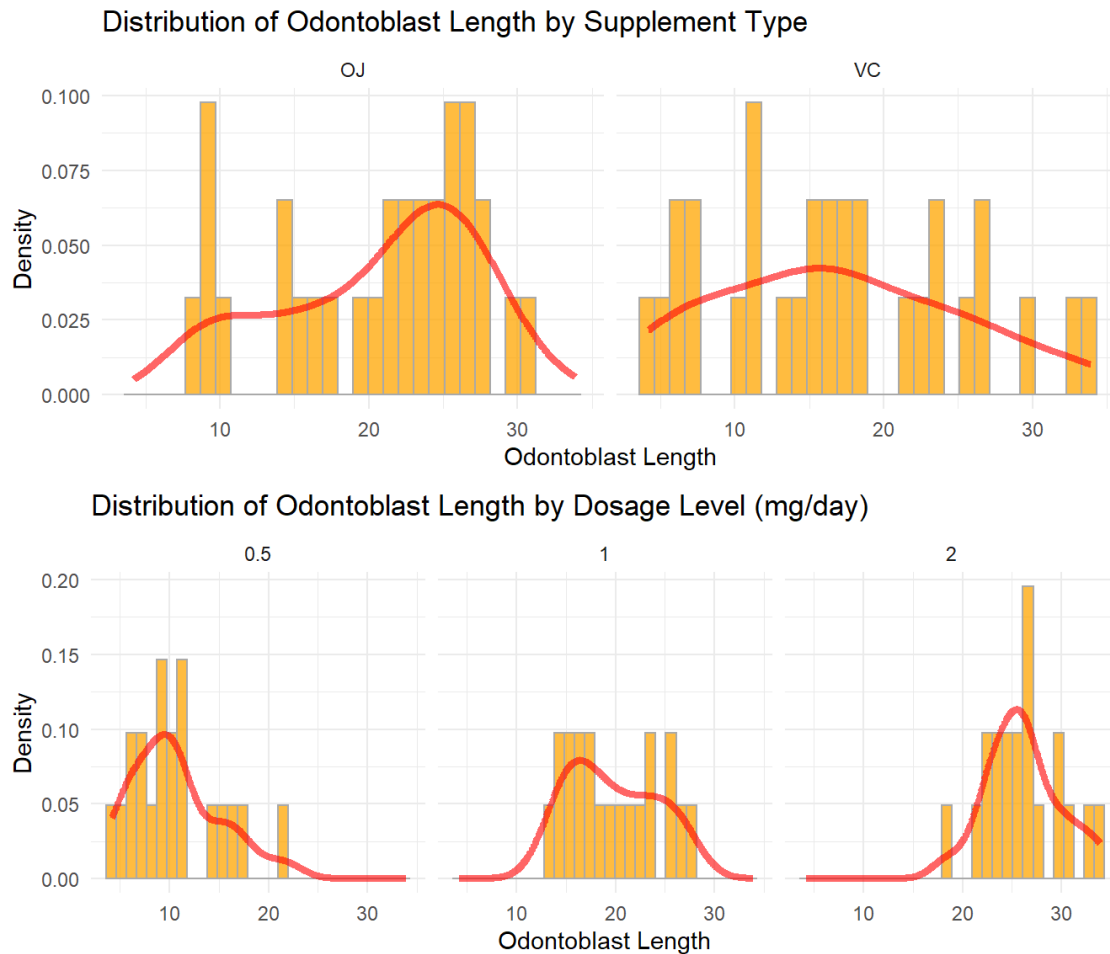 Distribution of Odontoblast Length by Supplement Type
OJ VC
0.100
0.075
0.050
0.025
0.000
Density
10 20 30 10 20 30
Odontoblast Length
Distribution of Odontoblast Length by Dosage Level (mg/day)
0.5 1 2
0.20
0.15
0.10
0.05
0.00
Density
10 20 30 10 20 30 10 20 30
Odontoblast Length